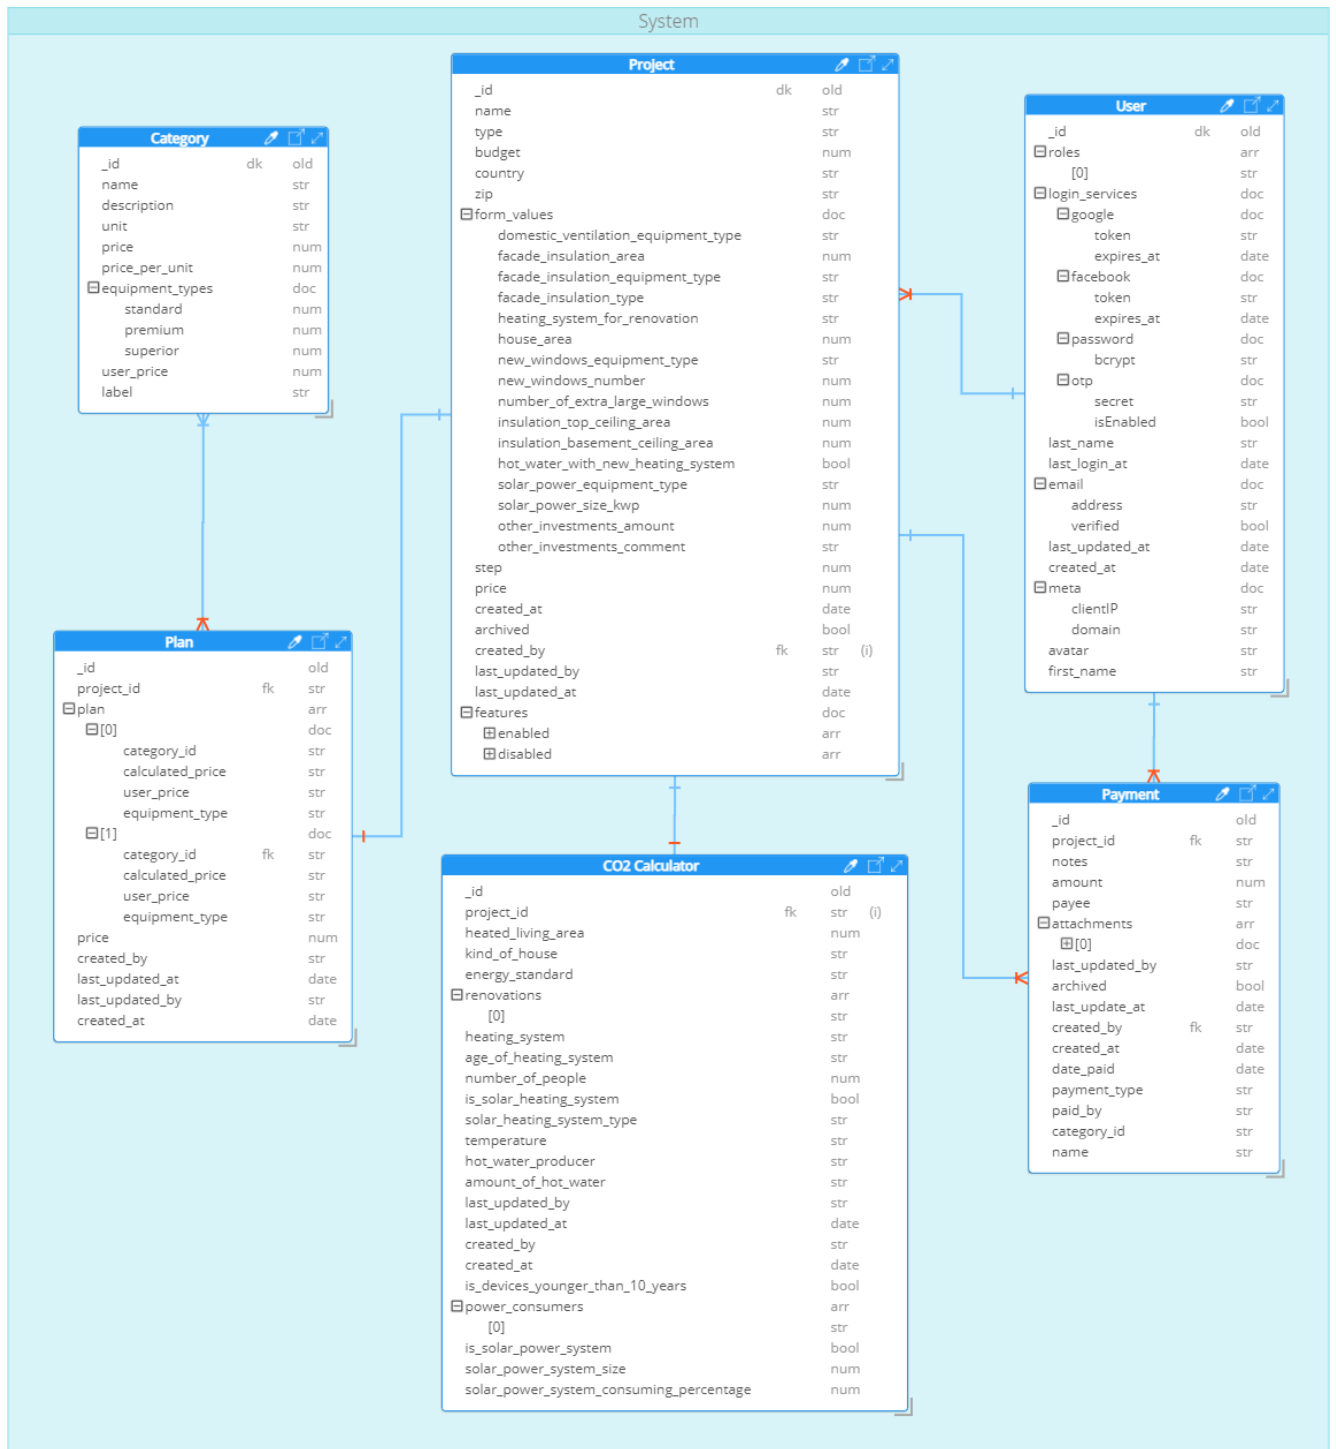 System
Category
_id dk oId
name str
description str
unit str
price num
price_per_unit num
equipment_types doc
standard num
premium num
superior num
user_price num
label str
Plan
_id oId
project_id fk str
plan arr
[0] doc
category_id str
calculated_price str
user_price str
equipment_type str
[1] doc
category_id fk str
calculated_price str
user_price str
equipment_type str
price num
created_by str
last_updated_at date
last_updated_by str
created_at date
Project
_id dk oId
name str
type str
budget num
country str
zip str
form_values doc
domestic_ventilation_equipment_type str
facade_insulation_area num
facade_insulation_equipment_type str
facade_insulation_type str
heating_system_for_renovation str
house_area num
new_windows_equipment_type str
new_windows_number num
number_of_extra_large_windows num
insulation_top_ceiling_area num
insulation_basement_ceiling_area num
hot_water_with_new_heating_system bool
solar_power_equipment_type str
solar_power_size_kwp num
other_investments_amount num
other_investments_comment str
step num
price num
created_at date
archived bool
created_by fk str (i)
last_updated_by str
last_updated_at date
features doc
enabled arr
disabled arr
CO2 Calculator
_id oId
project_id fk str (i)
heated_living_area num
kind_of_house str
energy_standard str
renovations arr
[0] str
heating_system str
age_of_heating_system str
number_of_people num
is_solar_heating_system bool
solar_heating_system_type str
temperature str
hot_water_producer str
amount_of_hot_water str
last_updated_by str
last_updated_at date
created_by str
created_at date
is_devices_younger_than_10_years bool
power_consumers arr
[0] str
is_solar_power_system bool
solar_power_system_size num
solar_power_system_consuming_percentage num
User
_id dk oId
roles arr
[0] str
login_services doc
google doc
token str
expires_at date
facebook doc
token str
expires_at date
password doc
bcrypt str
otp doc
secret str
isEnabled bool
last_name str
last_login_at date
email doc
address str
verified bool
last_updated_at date
created_at date
meta doc
clientIP str
domain str
avatar str
first_name str
Payment
_id oId
project_id fk str
notes str
amount num
payee str
attachments arr
[0] doc
last_updated_by str
archived bool
last_update_at date
created_by fk str
created_at date
date_paid date
payment_type str
paid_by str
category_id str
name str